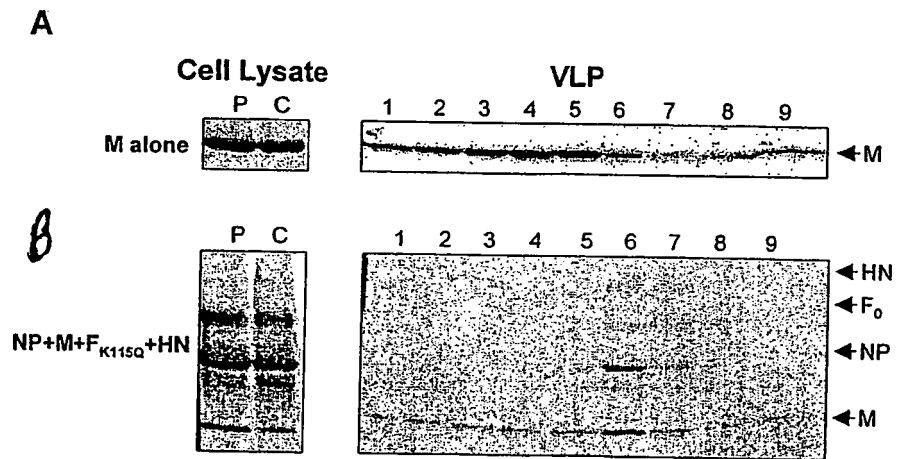 A
Cell Lysate
VLP
P C
1 2 3 4 5 6 7 8 9
M alone
M
B
P C
1 2 3 4 5 6 7 8 9
HN
F₀
NP+M+F_K115Q+HN
NP
M